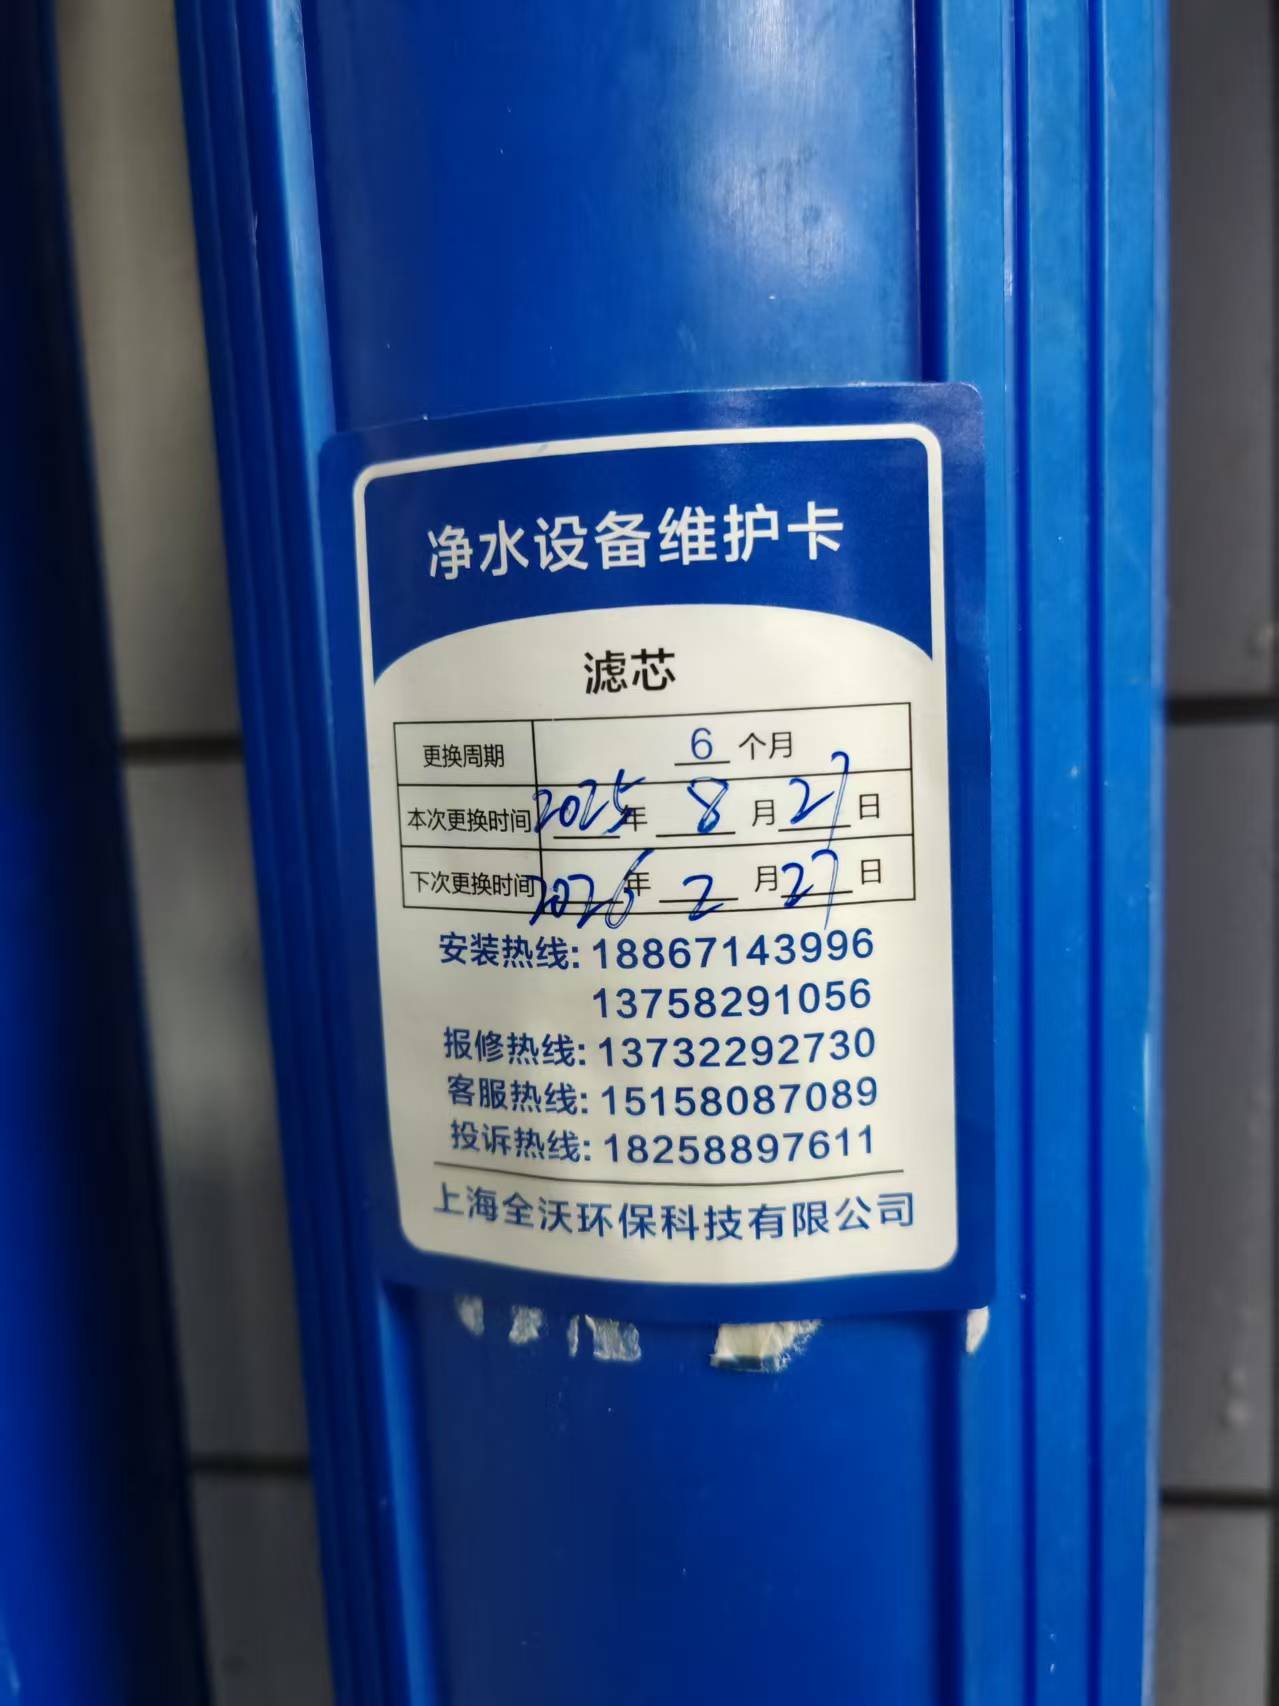 净水设备维护卡
滤芯
更换周期 6 个月
本次更换时间 2025 年 8 月 27 日
下次更换时间 2026 年 2 月 27 日
安装热线: 18867143996
13758291056
报修热线: 13732292730
客服热线: 15158087089
投诉热线: 18258897611
上海全沃环保科技有限公司